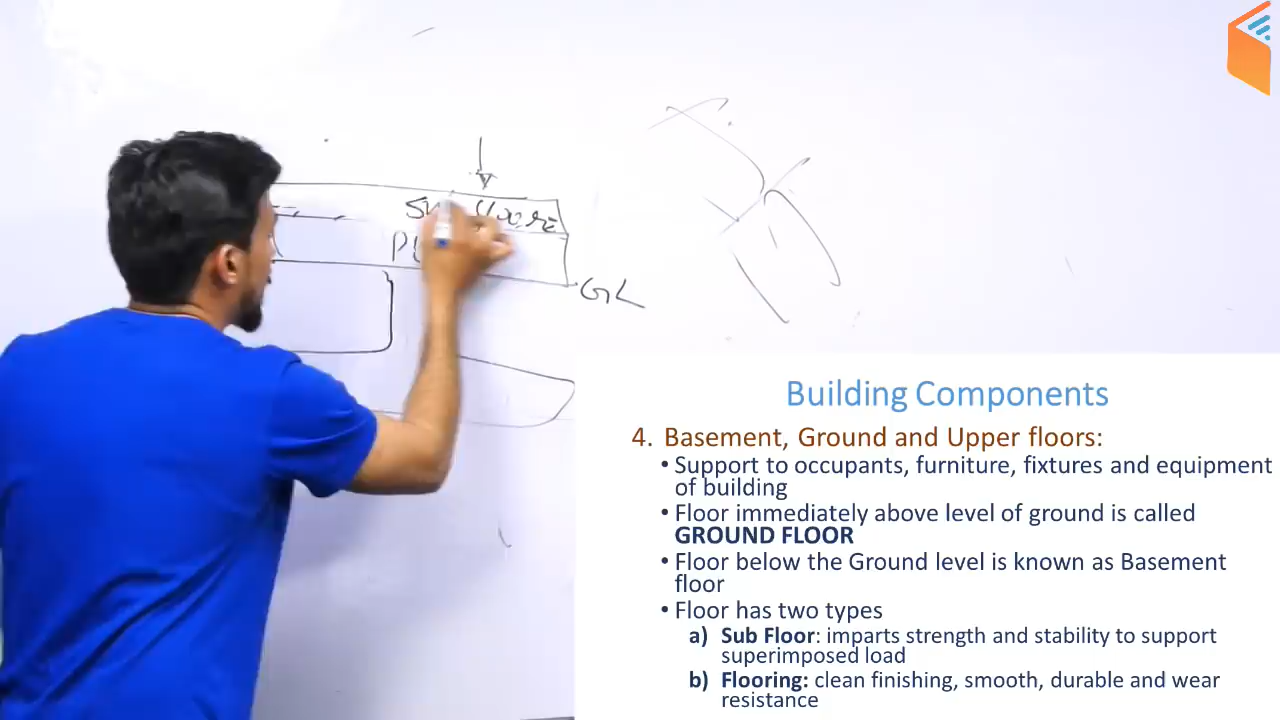 GL
Building Components
4. Basement, Ground and Upper floors:
• Support to occupants, furniture, fixtures and equipment
of building
• Floor immediately above level of ground is called
GROUND FLOOR
• Floor below the Ground level is known as Basement
floor
• Floor has two types
a) Sub Floor: imparts strength and stability to support
superimposed load
b) Flooring: clean finishing, smooth, durable and wear
resistance